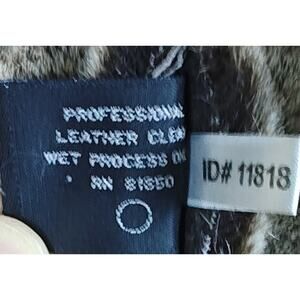 PROFESSIONAL
LEATHER CLEA
WET PROCESS ON
RN 81550
ID# 11818